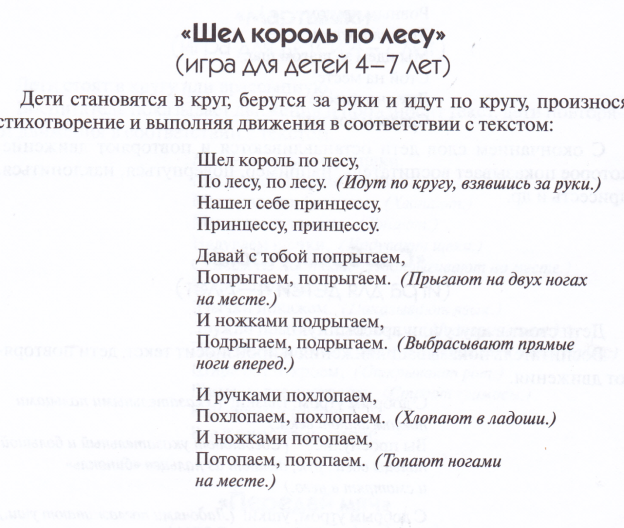 «Шел король по лесу»
(игра для детей 4–7 лет)
Дети становятся в круг, берутся за руки и идут по кругу, произнося
стихотворение и выполняя движения в соответствии с текстом:
Шел король по лесу,
По лесу, по лесу. (Идут по кругу, взявшись за руки.)
Нашел себе принцессу,
Принцессу, принцессу.
Давай с тобой попрыгаем,
Попрыгаем, попрыгаем. (Прыгают на двух ногах
на месте.)
И ножками подрыгаем,
Подрыгаем, подрыгаем. (Выбрасывают прямые
ноги вперед.)
И ручками похлопаем,
Похлопаем, похлопаем. (Хлопают в ладоши.)
И ножками потопаем,
Потопаем, потопаем. (Топают ногами
на месте.)